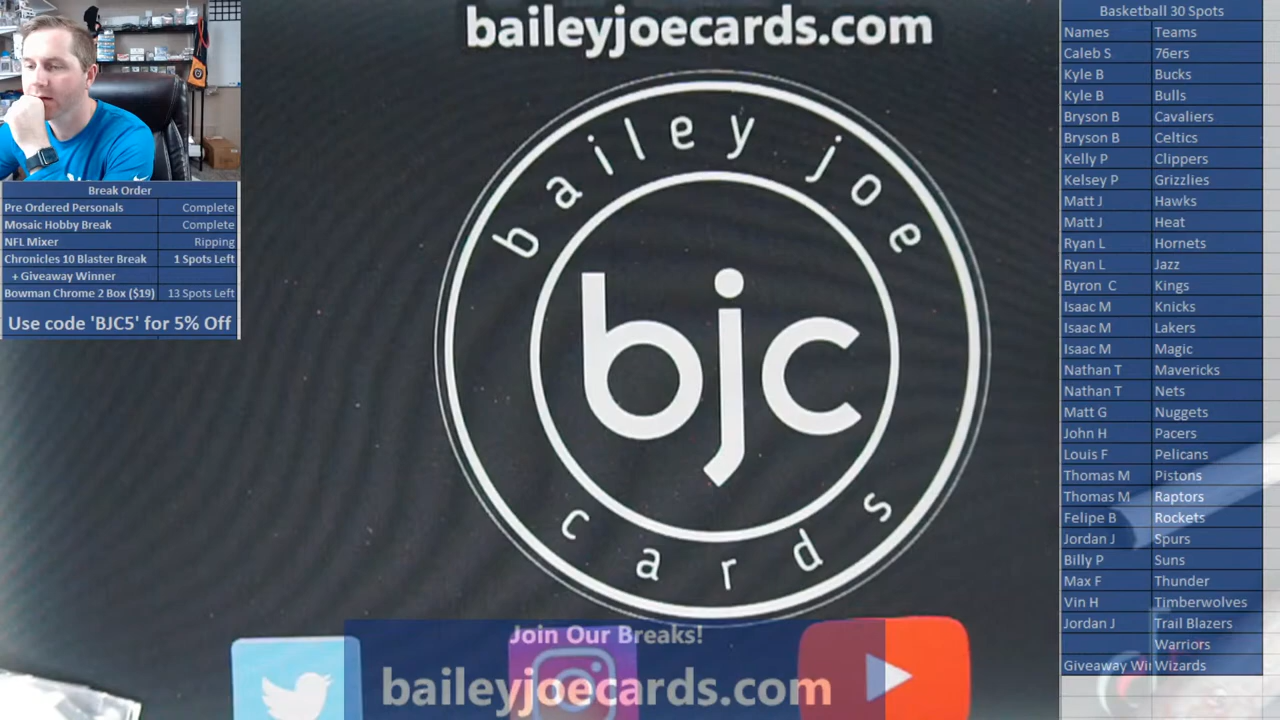 baileyjoecards.com
bailey joe
bjc
cards
Join Our Breaks!
baileyjoecards.com
Break Order
Pre Ordered Personals Complete
Mosaic Hobby Break Complete
NFL Mixer Ripping
Chronicles 10 Blaster Break 1 Spots Left
+ Giveaway Winner
Bowman Chrome 2 Box ($19) 13 Spots Left
Use code 'BJC5' for 5% Off
Basketball 30 Spots
Names Teams
Caleb S 76ers
Kyle B Bucks
Kyle B Bulls
Bryson B Cavaliers
Bryson B Celtics
Kelly P Clippers
Kelsey P Grizzlies
Matt J Hawks
Matt J Heat
Ryan L Hornets
Ryan L Jazz
Byron C Kings
Isaac M Knicks
Isaac M Lakers
Isaac M Magic
Nathan T Mavericks
Nathan T Nets
Matt G Nuggets
John H Pacers
Louis F Pelicans
Thomas M Pistons
Thomas M Raptors
Felipe B Rockets
Jordan J Spurs
Billy P Suns
Max F Thunder
Vin H Timberwolves
Jordan J Trail Blazers
Warriors
Giveaway Wir Wizards